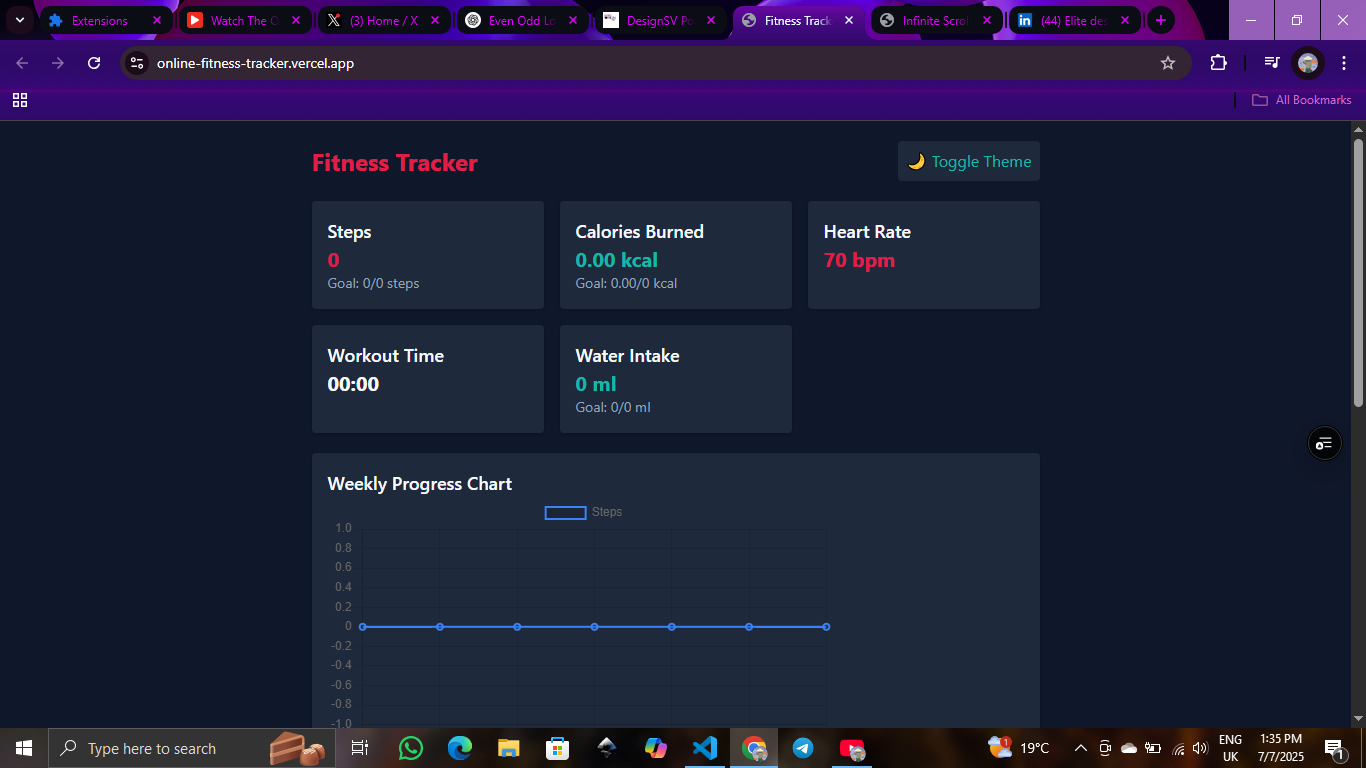 Extensions
Watch The O
(3) Home / X
Even Odd Lo
DesignSV Po
Fitness Track
Infinite Scrol
(44) Elite des
online-fitness-tracker.vercel.app
All Bookmarks
Fitness Tracker
Toggle Theme
Steps
0
Goal: 0/0 steps
Calories Burned
0.00 kcal
Goal: 0.00/0 kcal
Heart Rate
70 bpm
Workout Time
00:00
Water Intake
0 ml
Goal: 0/0 ml
Weekly Progress Chart
Steps
1.0
0.8
0.6
0.4
0.2
0
-0.2
-0.4
-0.6
-0.8
-1.0
Type here to search
19°C
ENG
UK
1:35 PM
7/7/2025
1